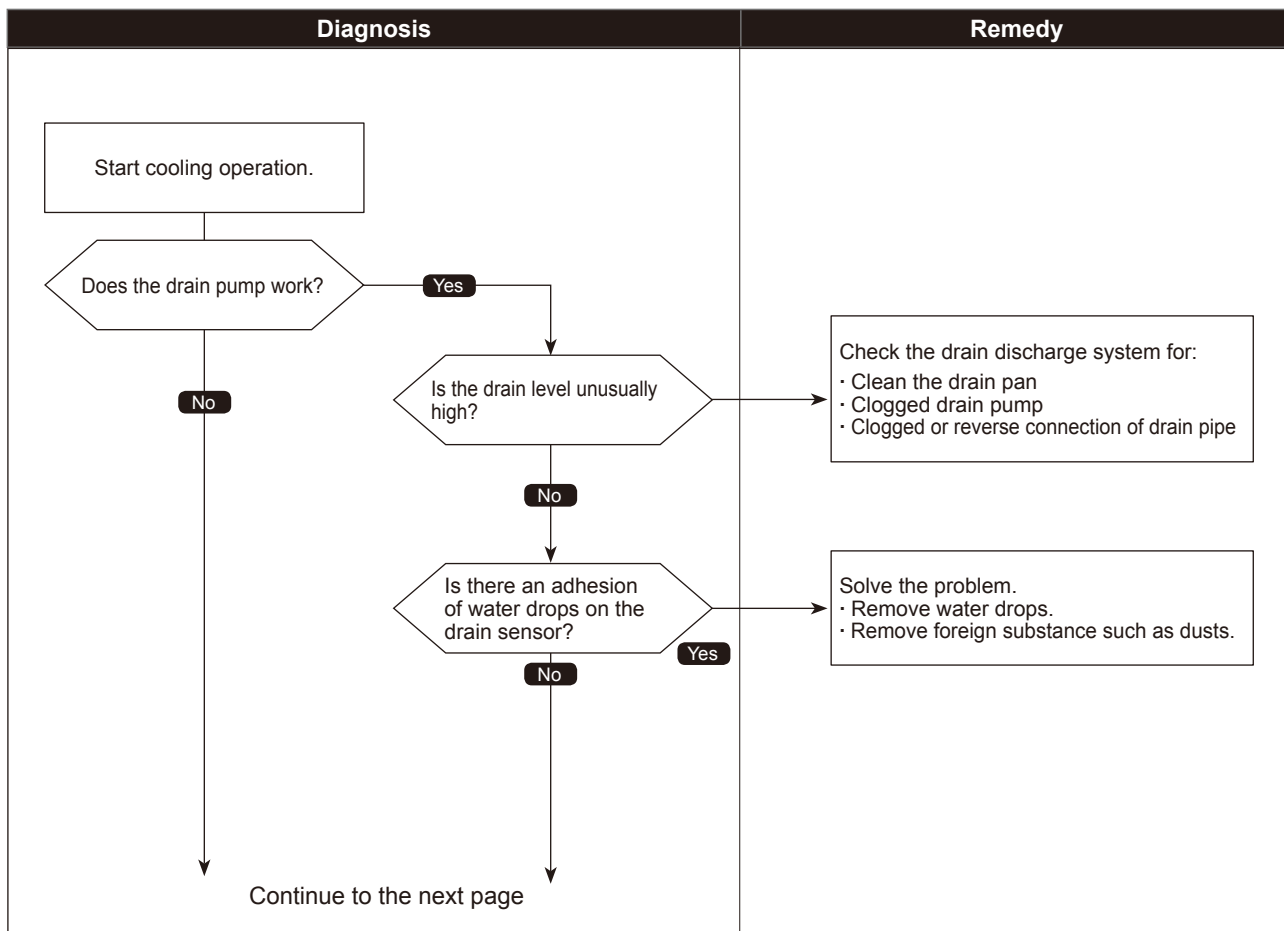 Diagnosis
Remedy
Start cooling operation.
Does the drain pump work?
Yes
No
Is the drain level unusually
high?
Check the drain discharge system for:
· Clean the drain pan
· Clogged drain pump
· Clogged or reverse connection of drain pipe
No
Is there an adhesion
of water drops on the
drain sensor?
Yes
Solve the problem.
· Remove water drops.
· Remove foreign substance such as dusts.
No
Continue to the next page